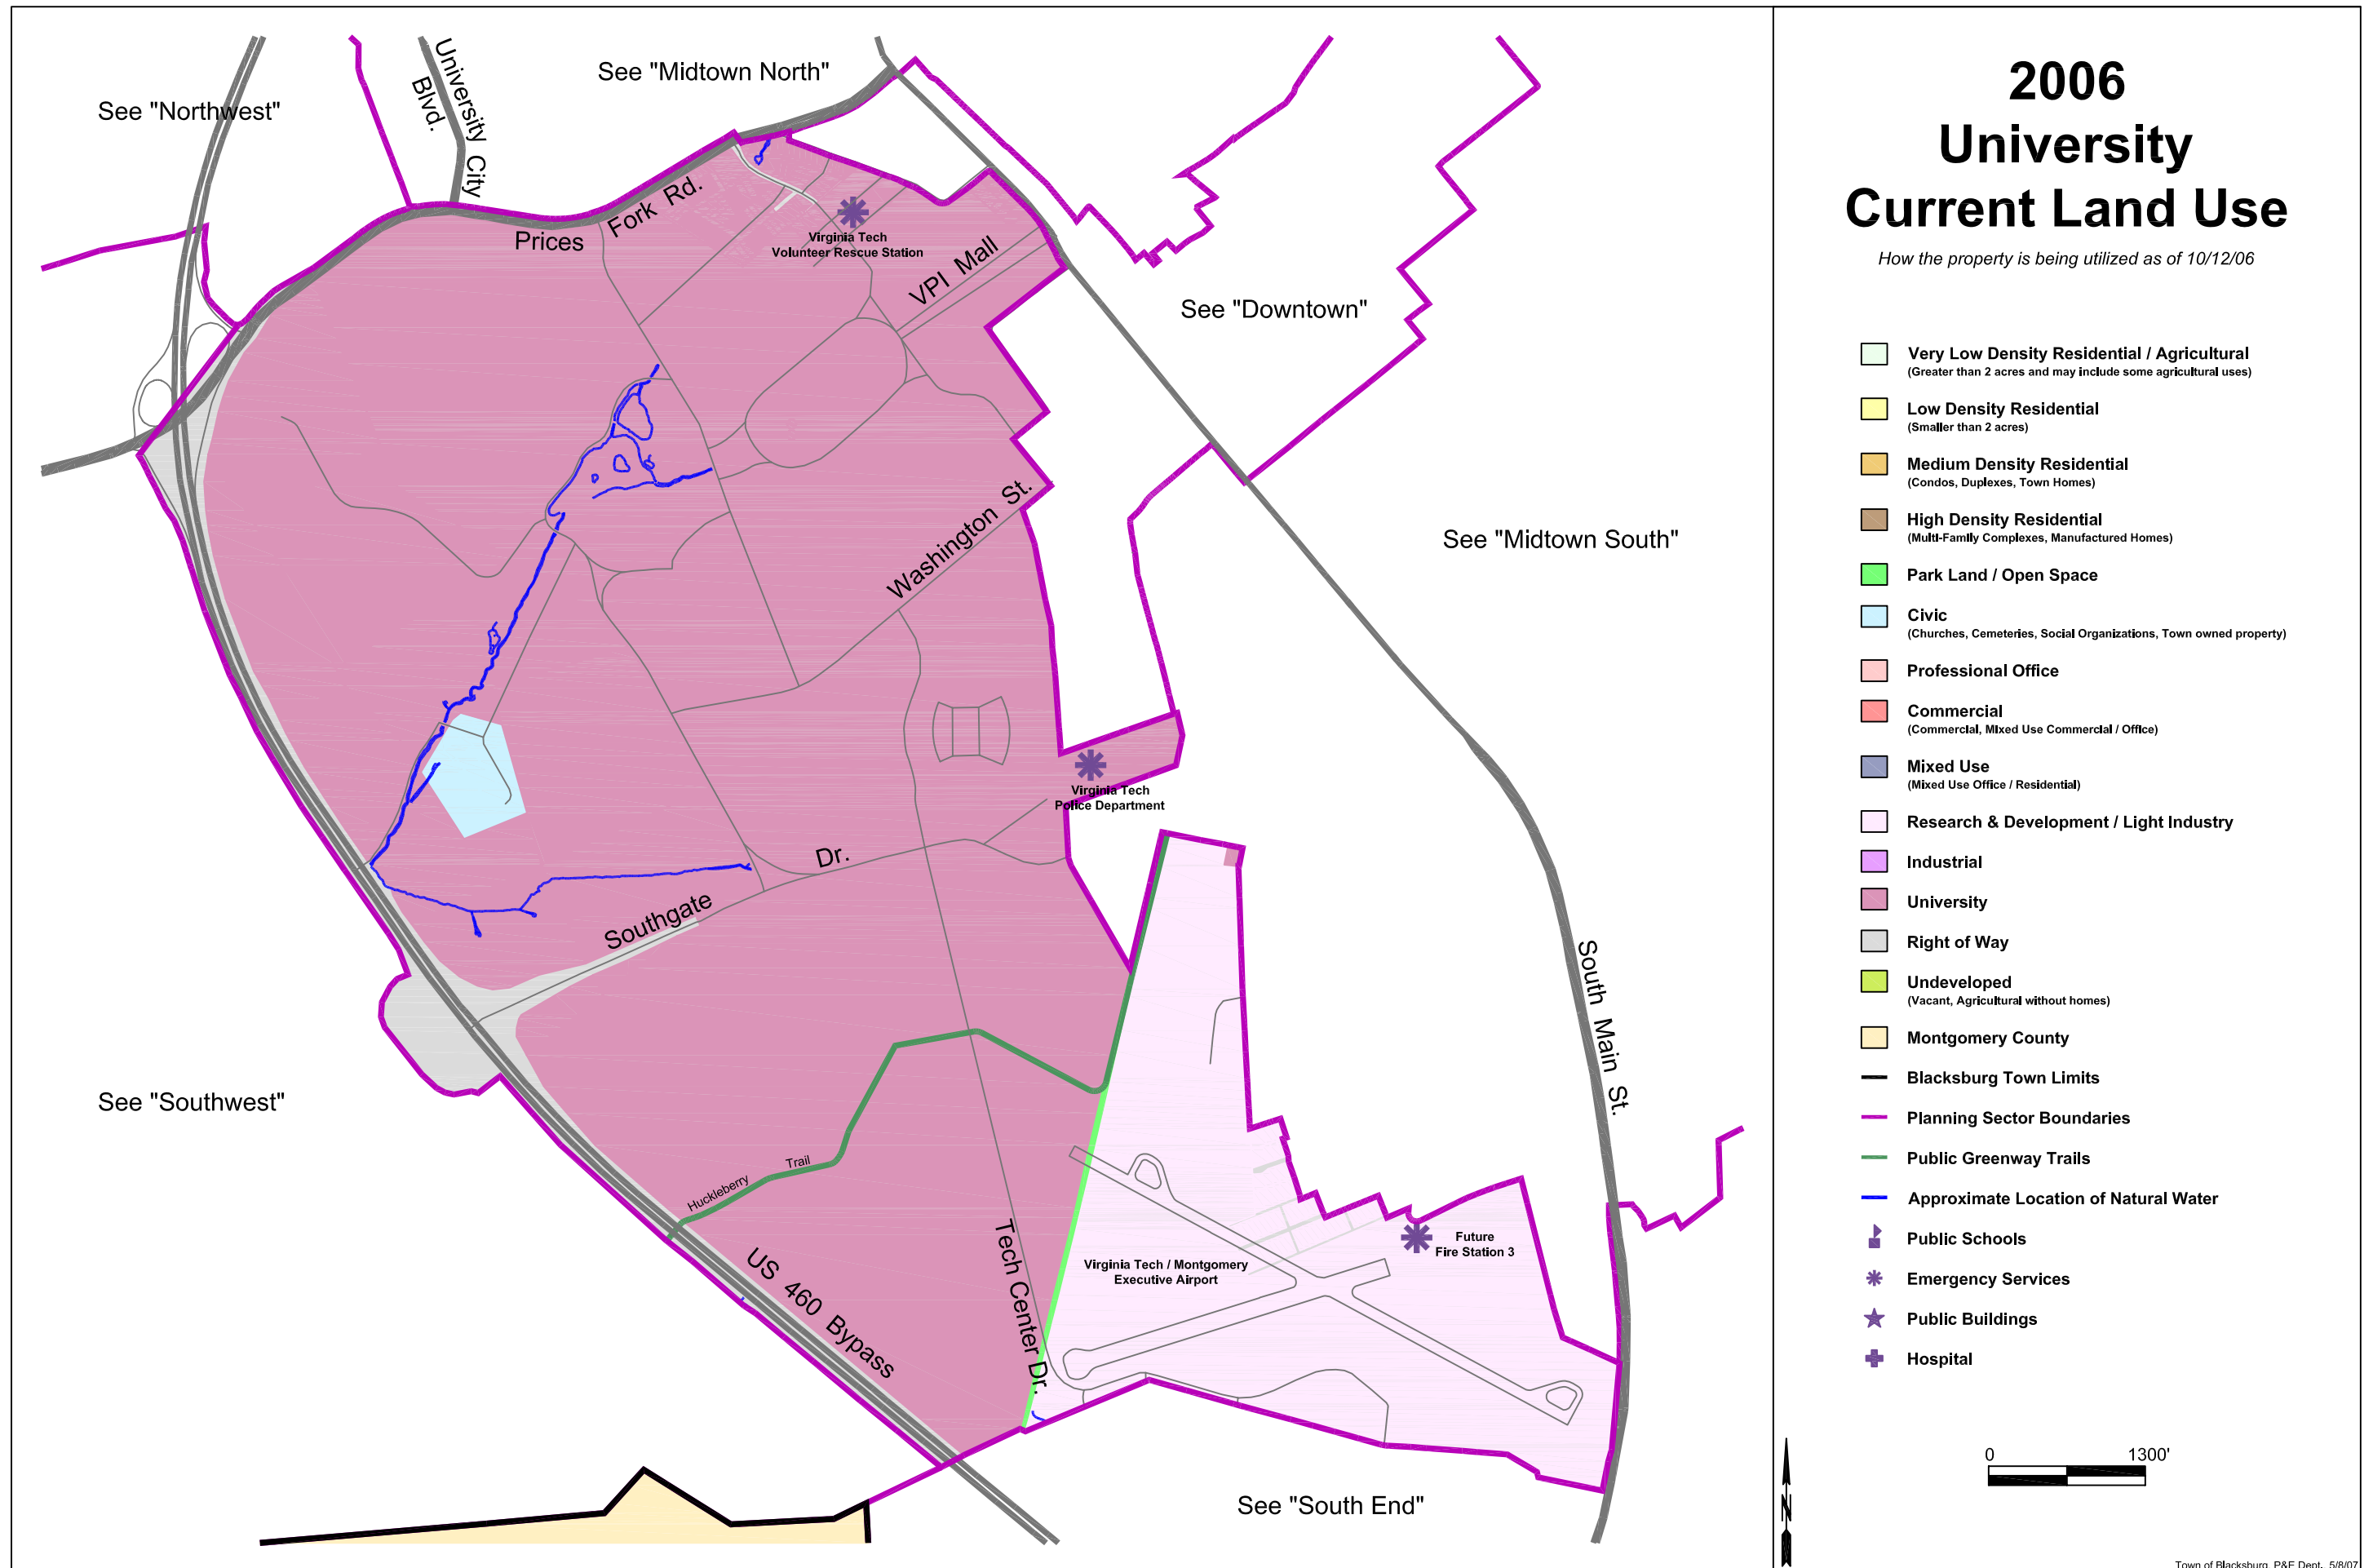 See "Northwest"
University City
Blvd.
See "Midtown North"
Prices Fork Rd.
Virginia Tech
Volunteer Rescue Station
VPI Mall
See "Downtown"
Washington St.
See "Midtown South"
Virginia Tech
Police Department
Southgate Dr.
South Main St.
See "Southwest"
Huckleberry Trail
US 460 Bypass
Tech Center Dr.
Virginia Tech / Montgomery
Executive Airport
Future
Fire Station 3
See "South End"
2006
University
Current Land Use
How the property is being utilized as of 10/12/06
Very Low Density Residential / Agricultural
(Greater than 2 acres and may include some agricultural uses)
Low Density Residential
(Smaller than 2 acres)
Medium Density Residential
(Condos, Duplexes, Town Homes)
High Density Residential
(Multi-Family Complexes, Manufactured Homes)
Park Land / Open Space
Civic
(Churches, Cemeteries, Social Organizations, Town owned property)
Professional Office
Commercial
(Commercial, Mixed Use Commercial / Office)
Mixed Use
(Mixed Use Office / Residential)
Research & Development / Light Industry
Industrial
University
Right of Way
Undeveloped
(Vacant, Agricultural without homes)
Montgomery County
Blacksburg Town Limits
Planning Sector Boundaries
Public Greenway Trails
Approximate Location of Natural Water
Public Schools
Emergency Services
Public Buildings
Hospital
0 1300'
N
Town of Blacksburg, P&E Dept., 5/8/07